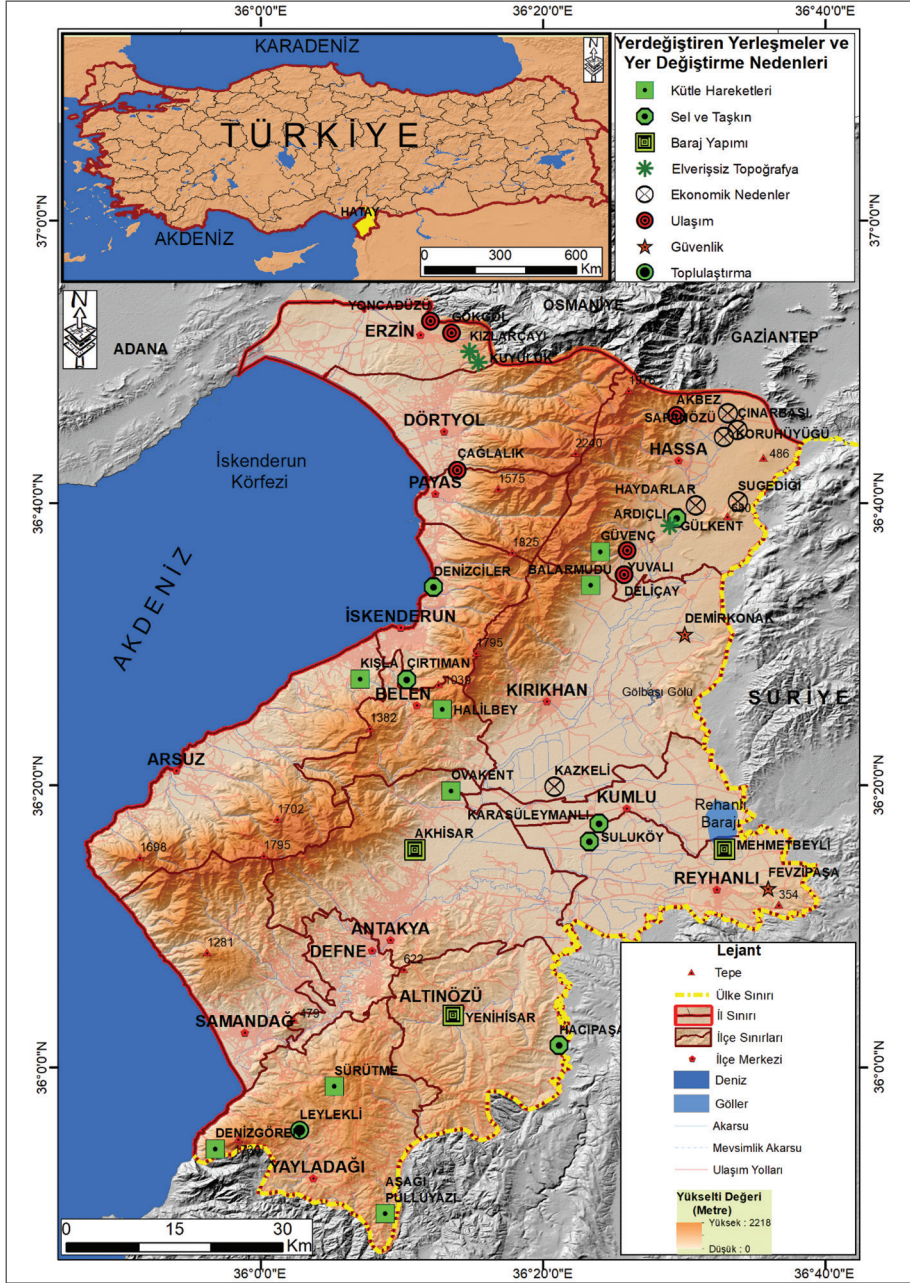 36°0'0"E
36°20'0"E
36°40'0"E
KARADENİZ
N
TÜRKİYE
HATAY
AKDENİZ
0 300 600
Km
Yerdeğiştiren Yerleşmeler ve
Yer Değiştirme Nedenleri
Kütle Hareketleri
Sel ve Taşkın
Baraj Yapımı
Elverişsiz Topoğrafya
Ekonomik Nedenler
Ulaşım
Güvenlik
Toplulaştırma
37°0'0"N
37°0'0"N
N
ADANA
OSMANİYE
GAZİANTEP
YONCADÜZÜ
GÖKGÖL
ERZİN
KIZLARÇAYI
KUYULUK
AKBEZ
ÇINARBAŞI
SAPANÖZÜ
KORUHÜYÜĞÜ
DÖRTYOL
2240
HASSA
486
ÇAĞLALIK
İskenderun
Körfezi
PAYAS
1575
HAYDARLAR
SUGEDİĞİ
36°40'0"N
36°40'0"N
ARDIÇLI
GÜLKENT
1825
GÜVENÇ
BALARMUDU
YUVALI
DENİZCİLER
DELİÇAY
AKDENİZ
İSKENDERUN
DEMİRKONAK
1795
KIŞLA
ÇIRTIMAN
1039
BELEN
KIRIKHAN
Gölbaşı Gölü
SURİYE
HALİLBEY
1382
ARSUZ
OVAKENT
KAZKELİ
36°20'0"N
36°20'0"N
KUMLU
Rehanlı
Barajı
1702
KARASÜLEYMANLI
AKHİSAR
SULUKÖY
MEHMETBEYLİ
1698
1795
FEVZİPAŞA
REYHANLI
354
ANTAKYA
DEFNE
1281
622
ALTINÖZÜ
YENİHİSAR
479
SAMANDAĞ
HACIPAŞA
36°0'0"N
36°0'0"N
SÜRÜTME
LEYLEKLİ
DENİZGÖREN
YAYLADAĞI
AŞAĞI
PULLUYAZI
Lejant
Tepe
Ülke Sınırı
İl Sınırı
İlçe Sınırları
İlçe Merkezi
Deniz
Göller
Akarsu
Mevsimlik Akarsu
Ulaşım Yolları
Yükselti Değeri
(Metre)
Yüksek : 2218
Düşük : 0
0 15 30
Km
36°0'0"E
36°20'0"E
36°40'0"E